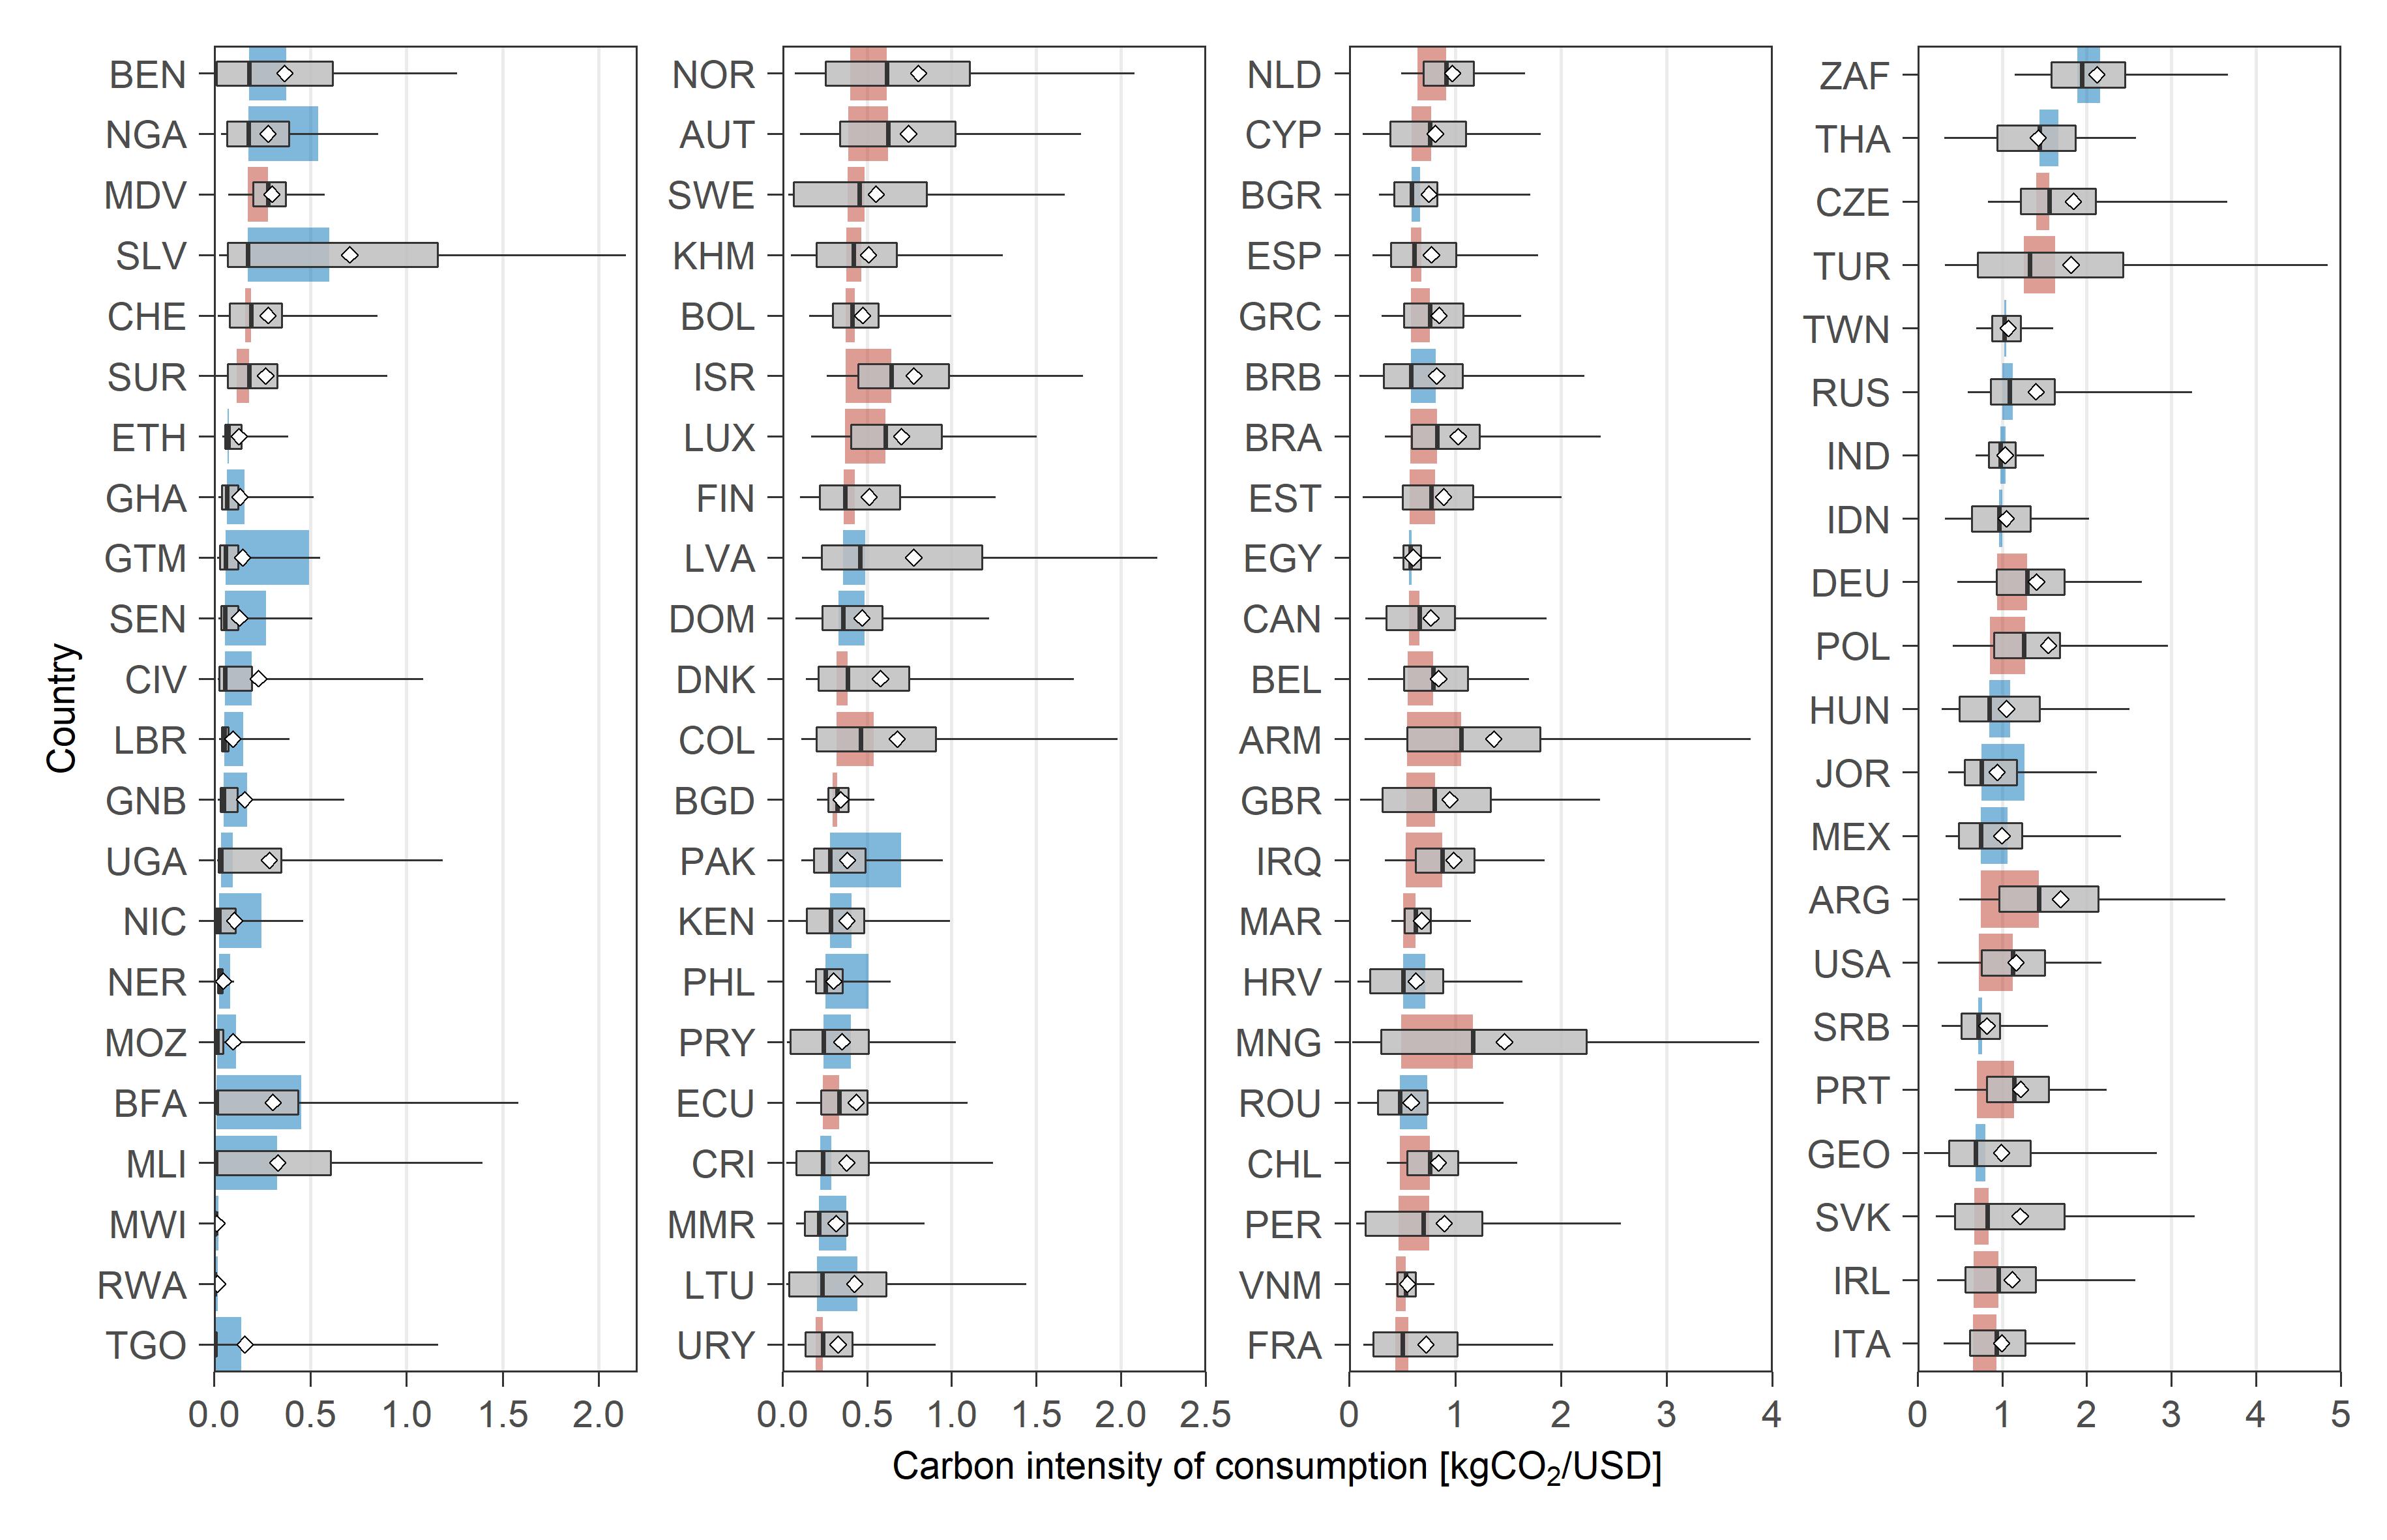 Country
BEN
NGA
MDV
SLV
CHE
SUR
ETH
GHA
GTM
SEN
CIV
LBR
GNB
UGA
NIC
NER
MOZ
BFA
MLI
MWI
RWA
TGO
0.0 0.5 1.0 1.5 2.0
NOR
AUT
SWE
KHM
BOL
ISR
LUX
FIN
LVA
DOM
DNK
COL
BGD
PAK
KEN
PHL
PRY
ECU
CRI
MMR
LTU
URY
0.0 0.5 1.0 1.5 2.0 2.5
NLD
CYP
BGR
ESP
GRC
BRB
BRA
EST
EGY
CAN
BEL
ARM
GBR
IRQ
MAR
HRV
MNG
ROU
CHL
PER
VNM
FRA
0 1 2 3 4
ZAF
THA
CZE
TUR
TWN
RUS
IND
IDN
DEU
POL
HUN
JOR
MEX
ARG
USA
SRB
PRT
GEO
SVK
IRL
ITA
0 1 2 3 4 5
Carbon intensity of consumption [kgCO₂/USD]